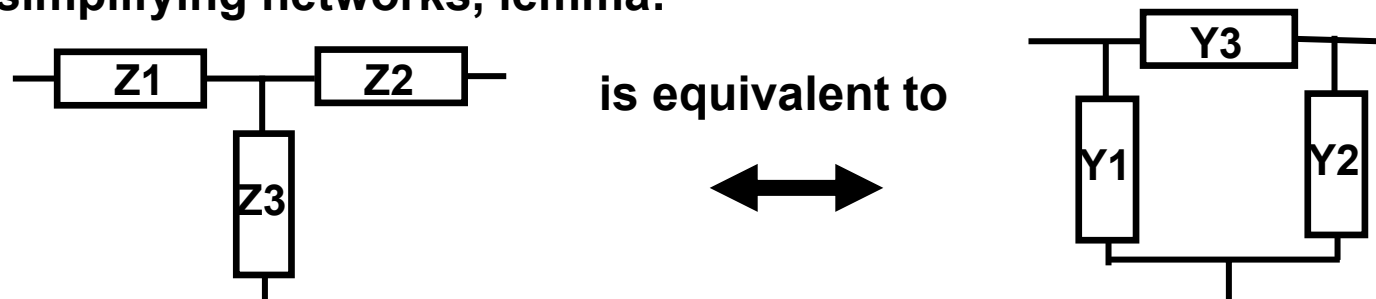 simplifying networks, lemma:
Z1
Z2
Z3
is equivalent to
Y3
Y1
Y2